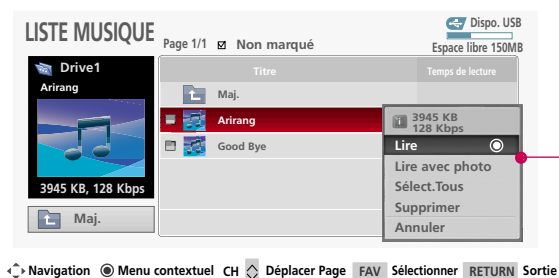 LISTE MUSIQUE
Page 1/1 Non marqué
Dispo. USB
Espace libre 150MB
Drive1
Arirang
3945 KB, 128 Kbps
Maj.
Titre Temps de lecture
Maj.
Arirang
Good Bye
3945 KB
128 Kbps
Lire
Lire avec photo
Sélect.Tous
Supprimer
Annuler
Navigation Menu contextuel CH Déplacer Page FAV Sélectionner RETURN Sortie